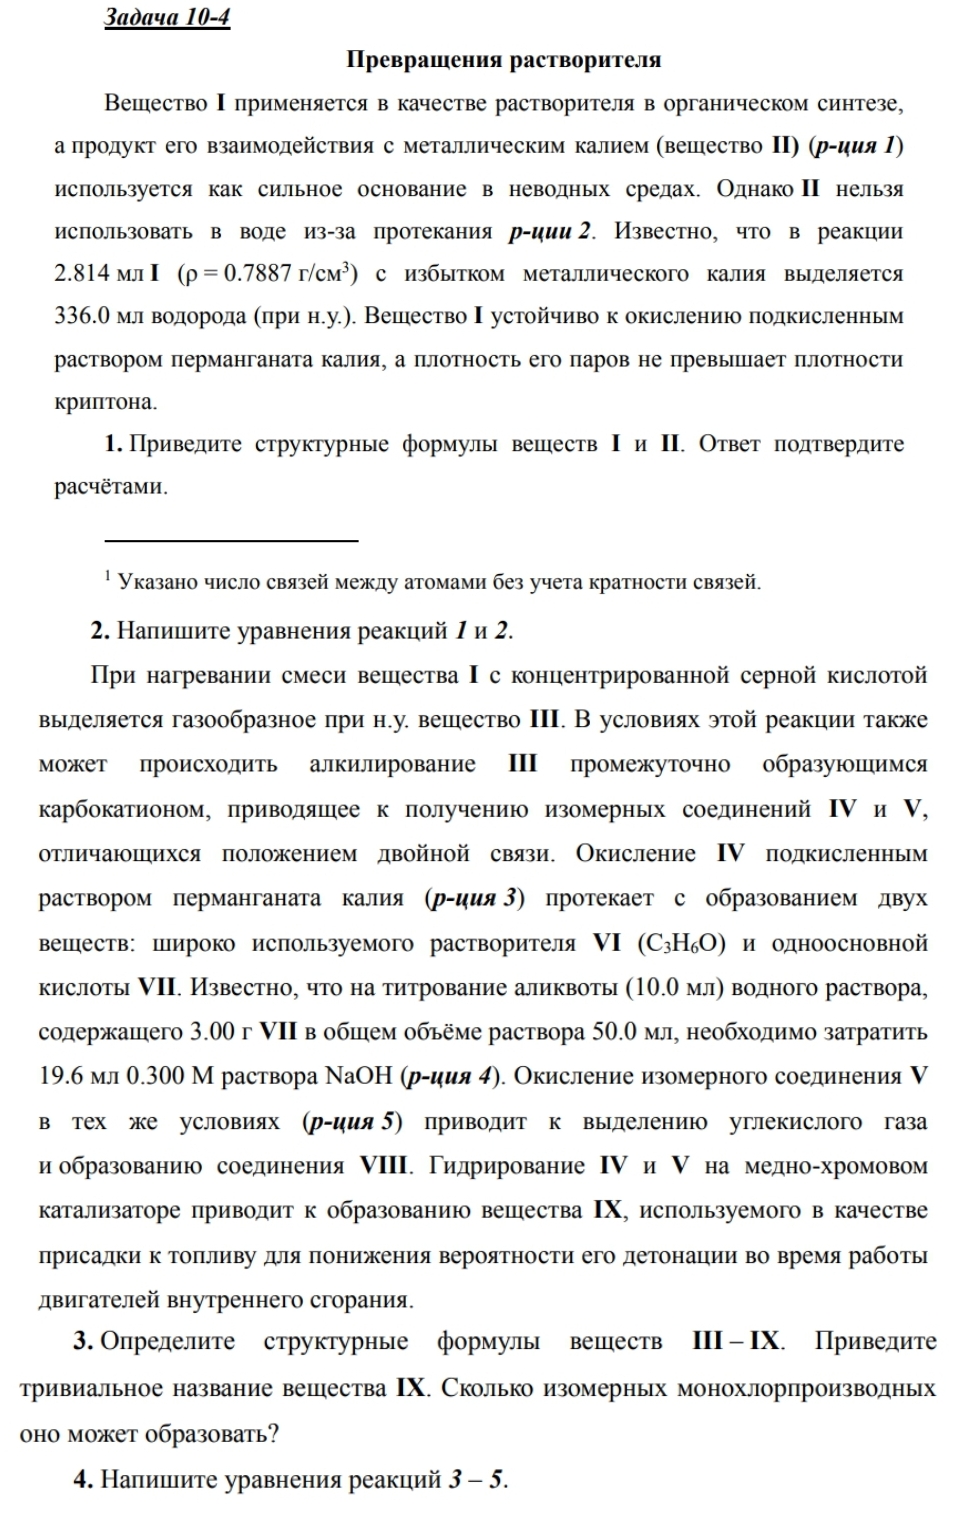 Задача 10-4
Превращения растворителя
Вещество I применяется в качестве растворителя в органическом синтезе,
а продукт его взаимодействия с металлическим калием (вещество II) (р-ция 1)
используется как сильное основание в неводных средах. Однако II нельзя
использовать в воде из-за протекания р-ции 2. Известно, что в реакции
2.814 мл I (ρ = 0.7887 г/см³) с избытком металлического калия выделяется
336.0 мл водорода (при н.у.). Вещество I устойчиво к окислению подкисленным
раствором перманганата калия, а плотность его паров не превышает плотности
криптона.
1. Приведите структурные формулы веществ I и II. Ответ подтвердите
расчётами.
¹ Указано число связей между атомами без учета кратности связей.
2. Напишите уравнения реакций 1 и 2.
При нагревании смеси вещества I с концентрированной серной кислотой
выделяется газообразное при н.у. вещество III. В условиях этой реакции также
может происходить алкилирование III промежуточно образующимся
карбокатионом, приводящее к получению изомерных соединений IV и V,
отличающихся положением двойной связи. Окисление IV подкисленным
раствором перманганата калия (р-ция 3) протекает с образованием двух
веществ: широко используемого растворителя VI (C₃H₆O) и одноосновной
кислоты VII. Известно, что на титрование аликвоты (10.0 мл) водного раствора,
содержащего 3.00 г VII в общем объёме раствора 50.0 мл, необходимо затратить
19.6 мл 0.300 М раствора NaOH (р-ция 4). Окисление изомерного соединения V
в тех же условиях (р-ция 5) приводит к выделению углекислого газа
и образованию соединения VIII. Гидрирование IV и V на медно-хромовом
катализаторе приводит к образованию вещества IX, используемого в качестве
присадки к топливу для понижения вероятности его детонации во время работы
двигателей внутреннего сгорания.
3. Определите структурные формулы веществ III – IX. Приведите
тривиальное название вещества IX. Сколько изомерных монохлорпроизводных
оно может образовать?
4. Напишите уравнения реакций 3 – 5.